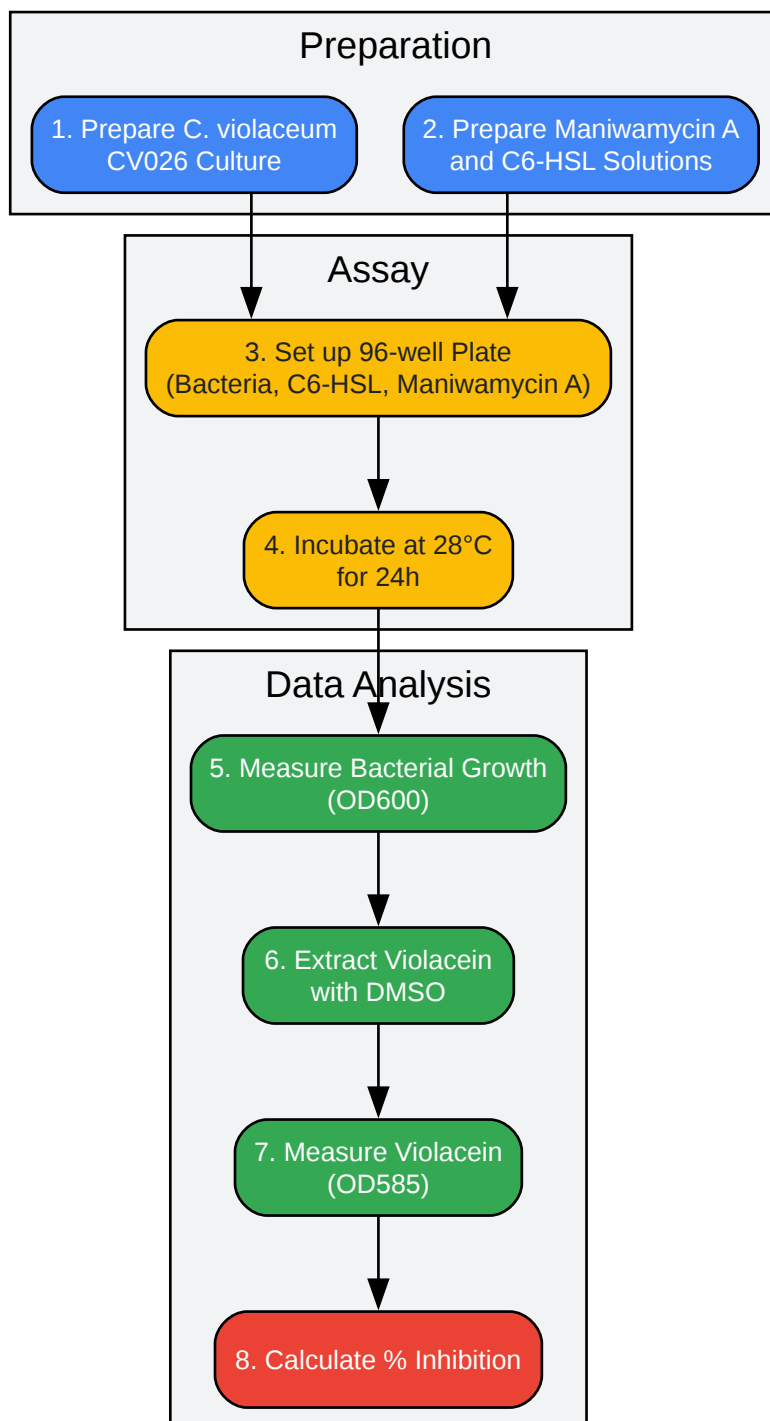 Preparation
1. Prepare C. violaceum
CV026 Culture
2. Prepare Maniwamycin A
and C6-HSL Solutions
Assay
3. Set up 96-well Plate
(Bacteria, C6-HSL, Maniwamycin A)
4. Incubate at 28°C
for 24h
Data Analysis
5. Measure Bacterial Growth
(OD600)
6. Extract Violacein
with DMSO
7. Measure Violacein
(OD585)
8. Calculate % Inhibition